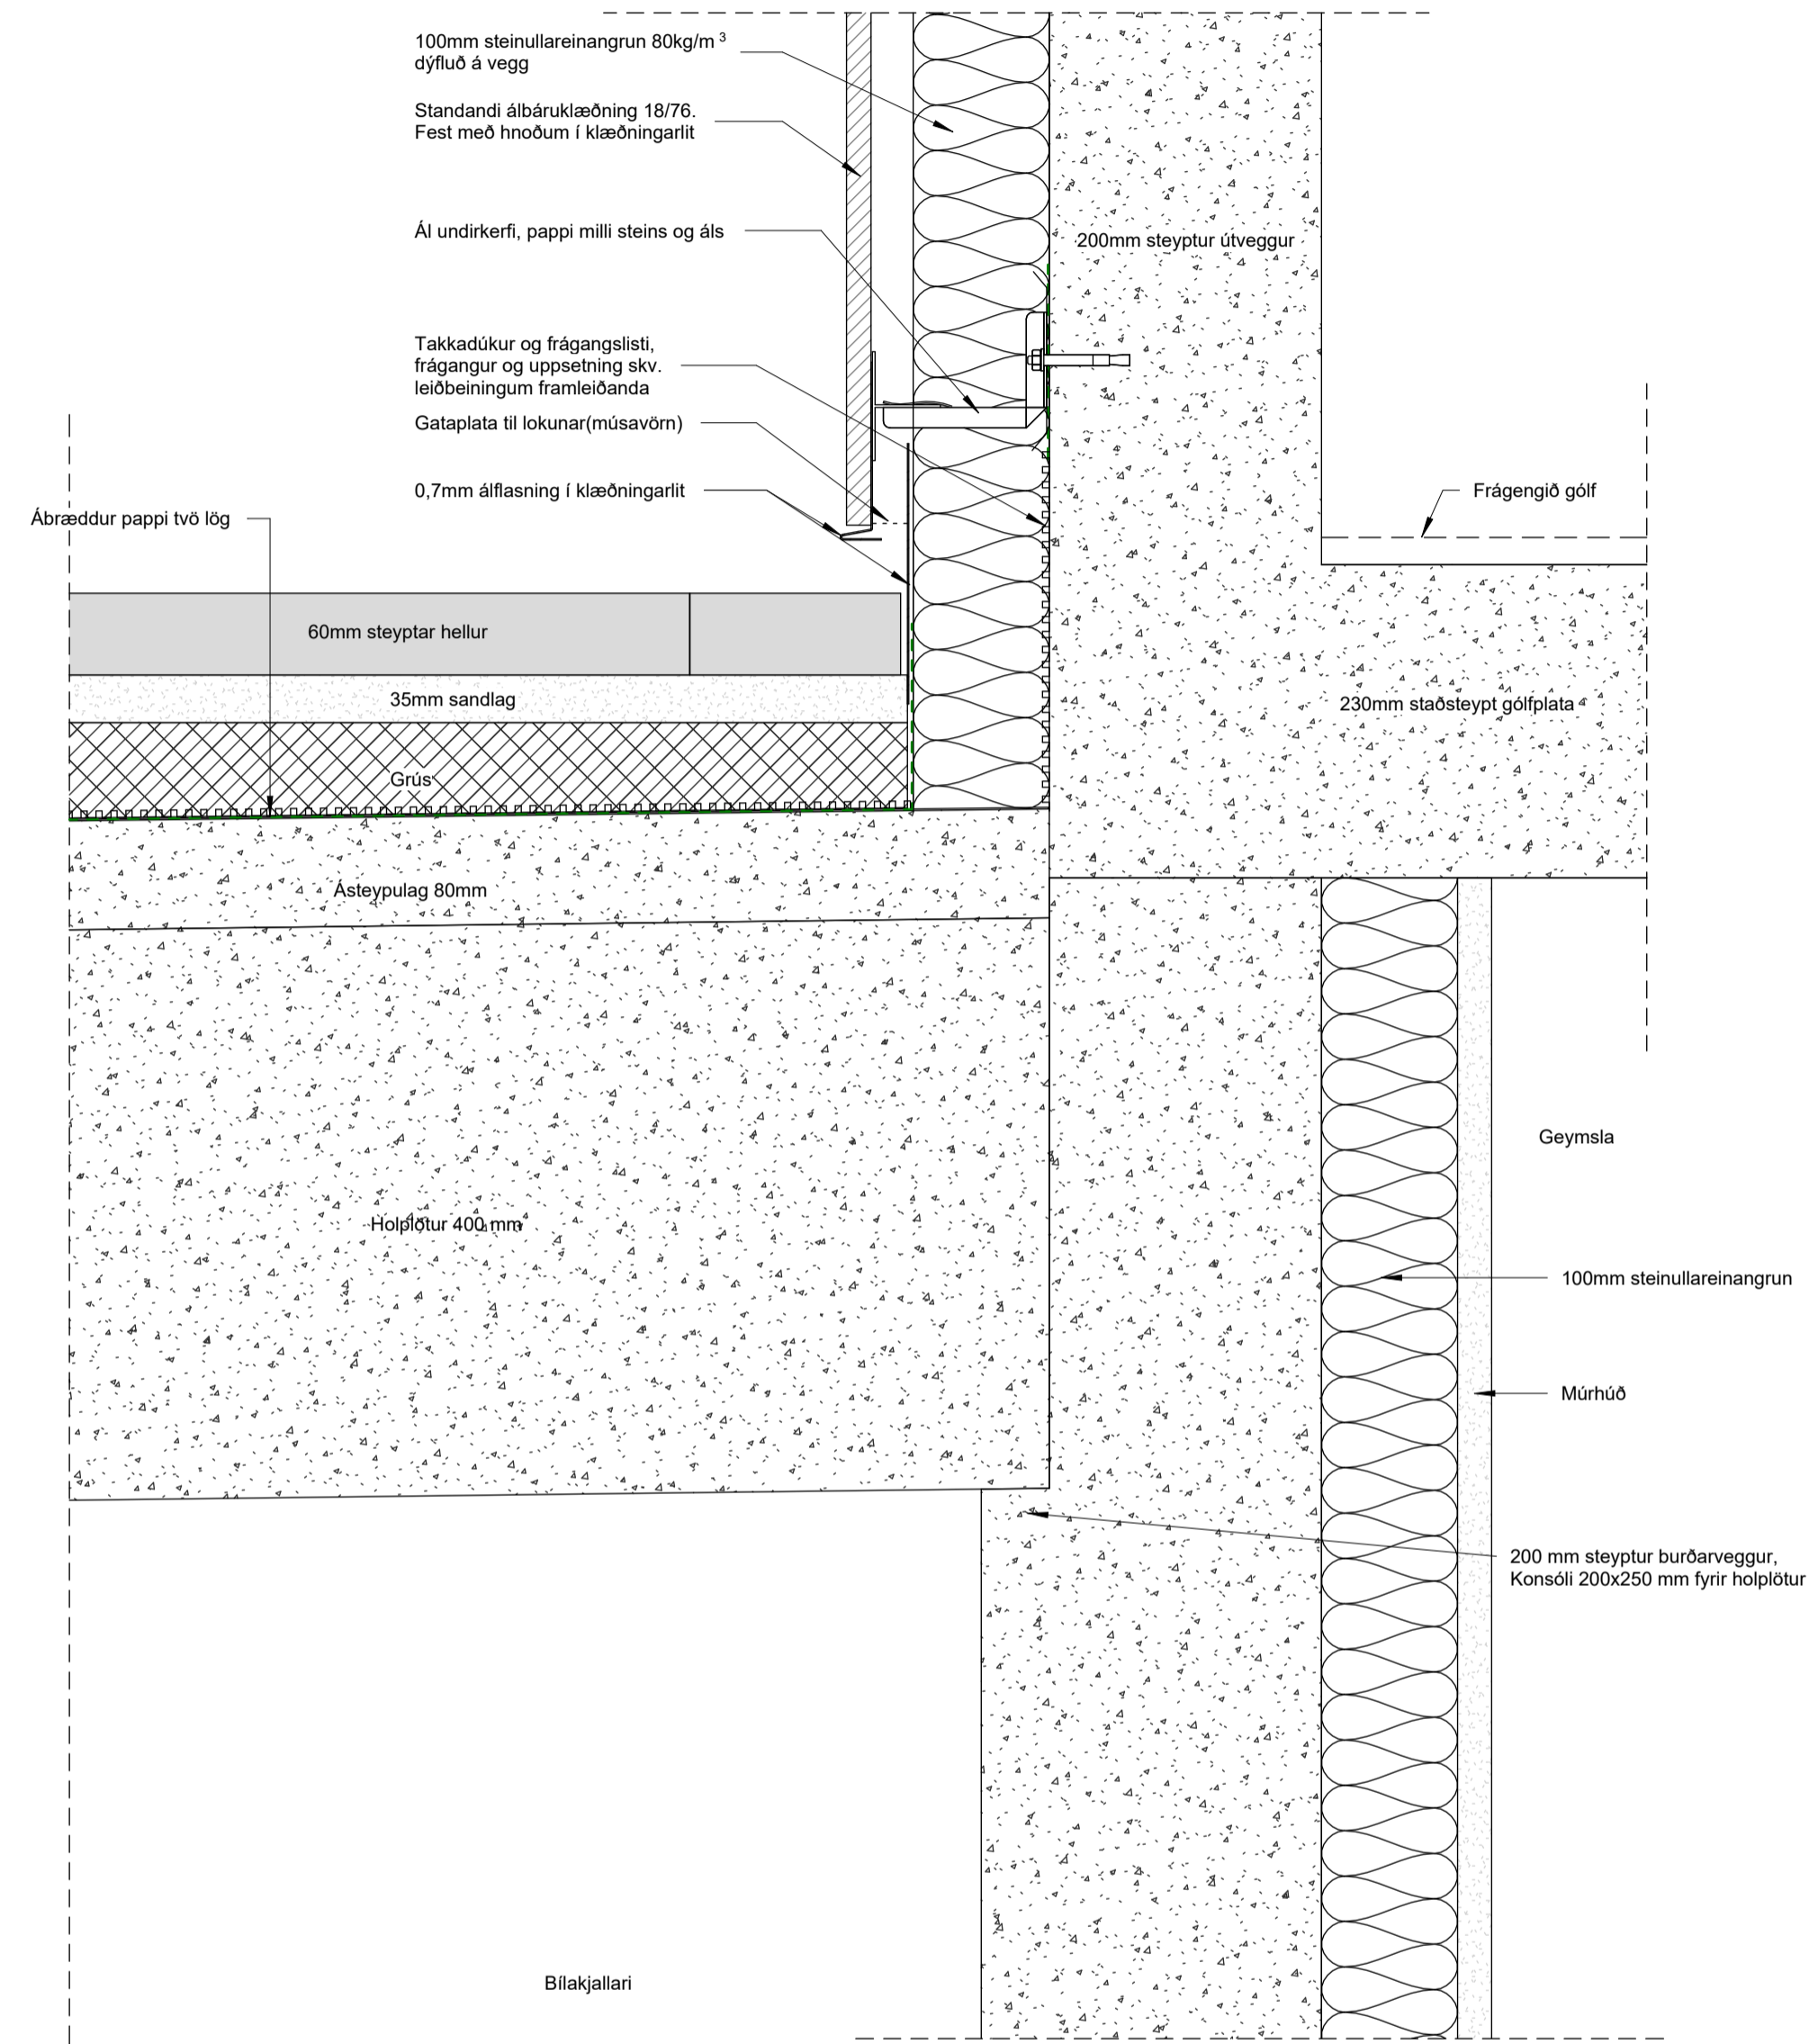 100mm steinullareinangrun 80kg/m³
dýfluð á vegg
Standandi álbáruklæðning 18/76.
Fest með hnoðum í klæðningarlit
Ál undirkerfi, pappi milli steins og áls
200mm steyptur útveggur
Takkadúkur og frágangslisti,
frágangur og uppsetning skv.
leiðbeiningum framleiðanda
Gataplata til lokunar(músavörn)
0,7mm álflasning í klæðningarlit
Frágengið gólf
Ábræddur pappi tvö lög
60mm steyptar hellur
35mm sandlag
230mm staðsteypt gólfplata
Grús
Ásteypulag 80mm
Geymsla
Holplötur 400 mm
100mm steinullareinangrun
Múrhúð
200 mm steyptur burðarveggur,
Konsóli 200x250 mm fyrir holplötur
Bílakjallari